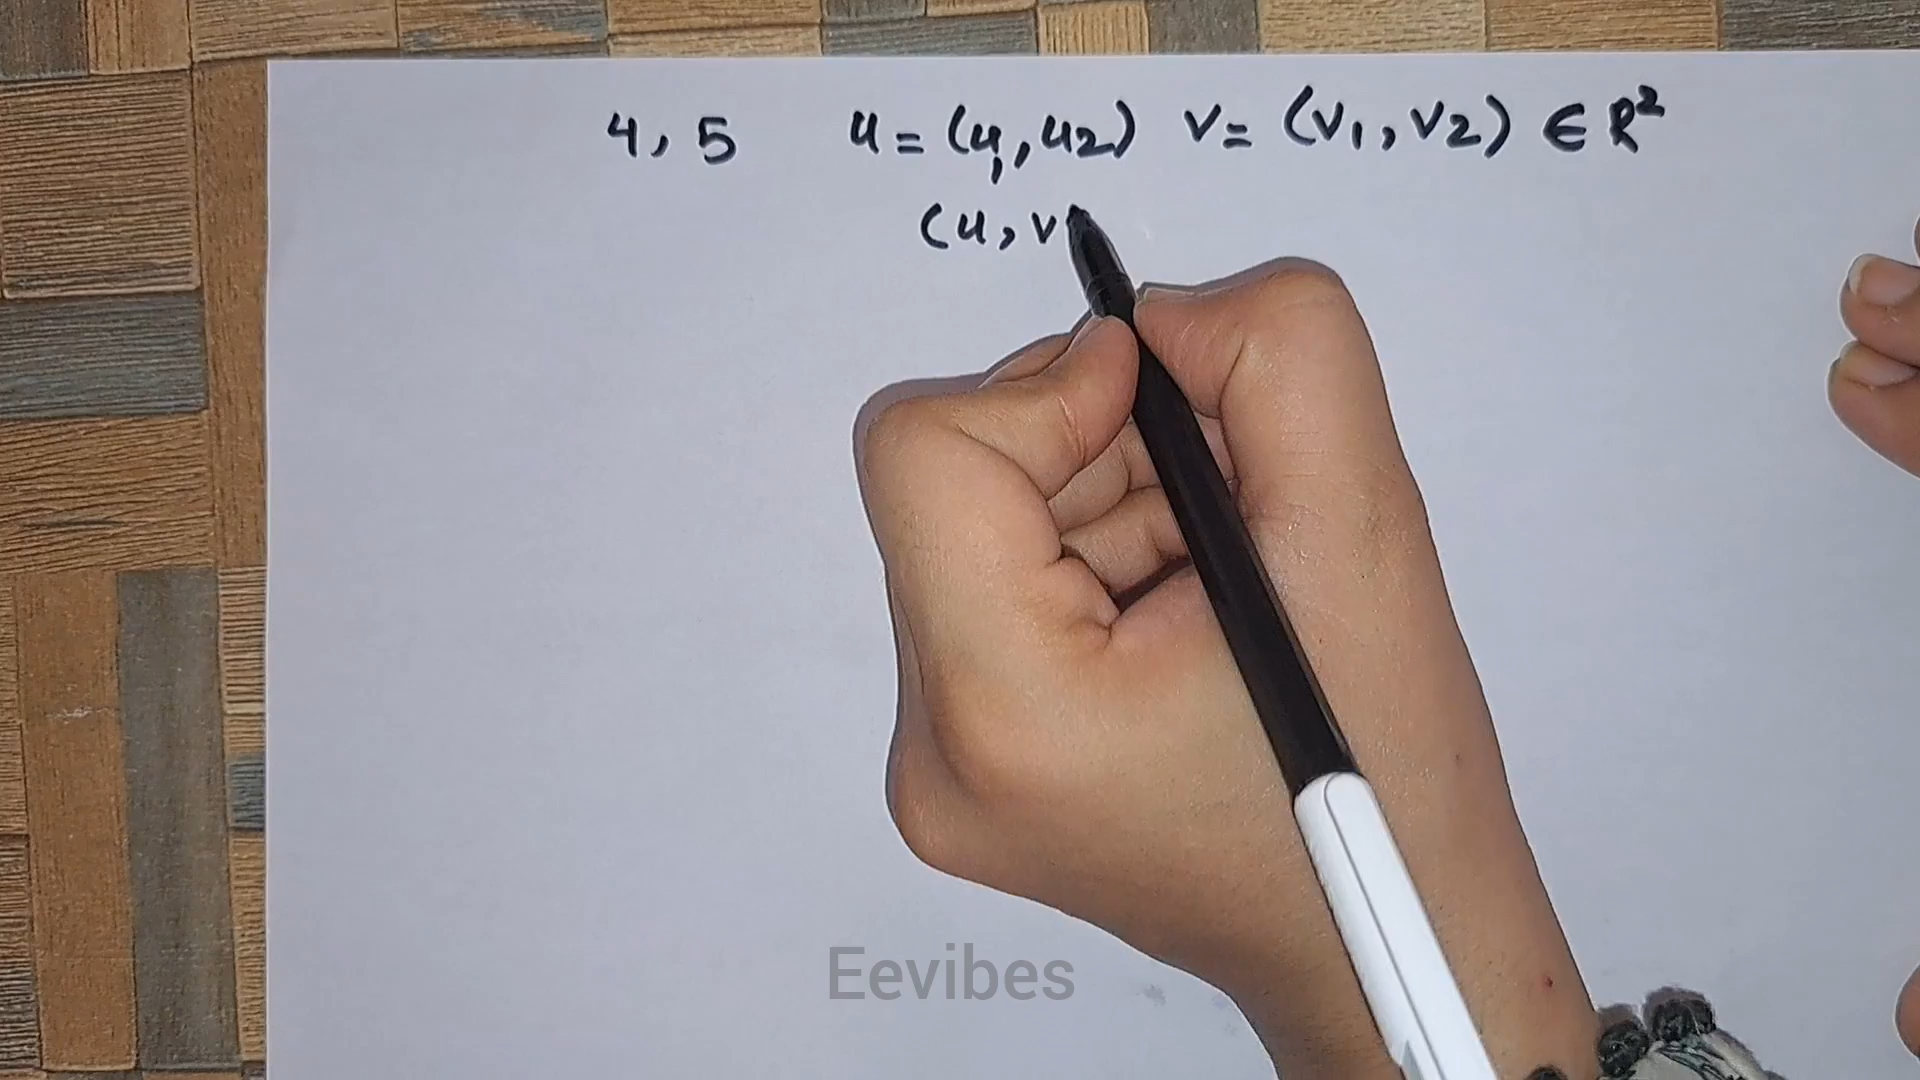 4, 5 u = (u1, u2) v = (v1, v2) ∈ R²
(u, v
Eevibes